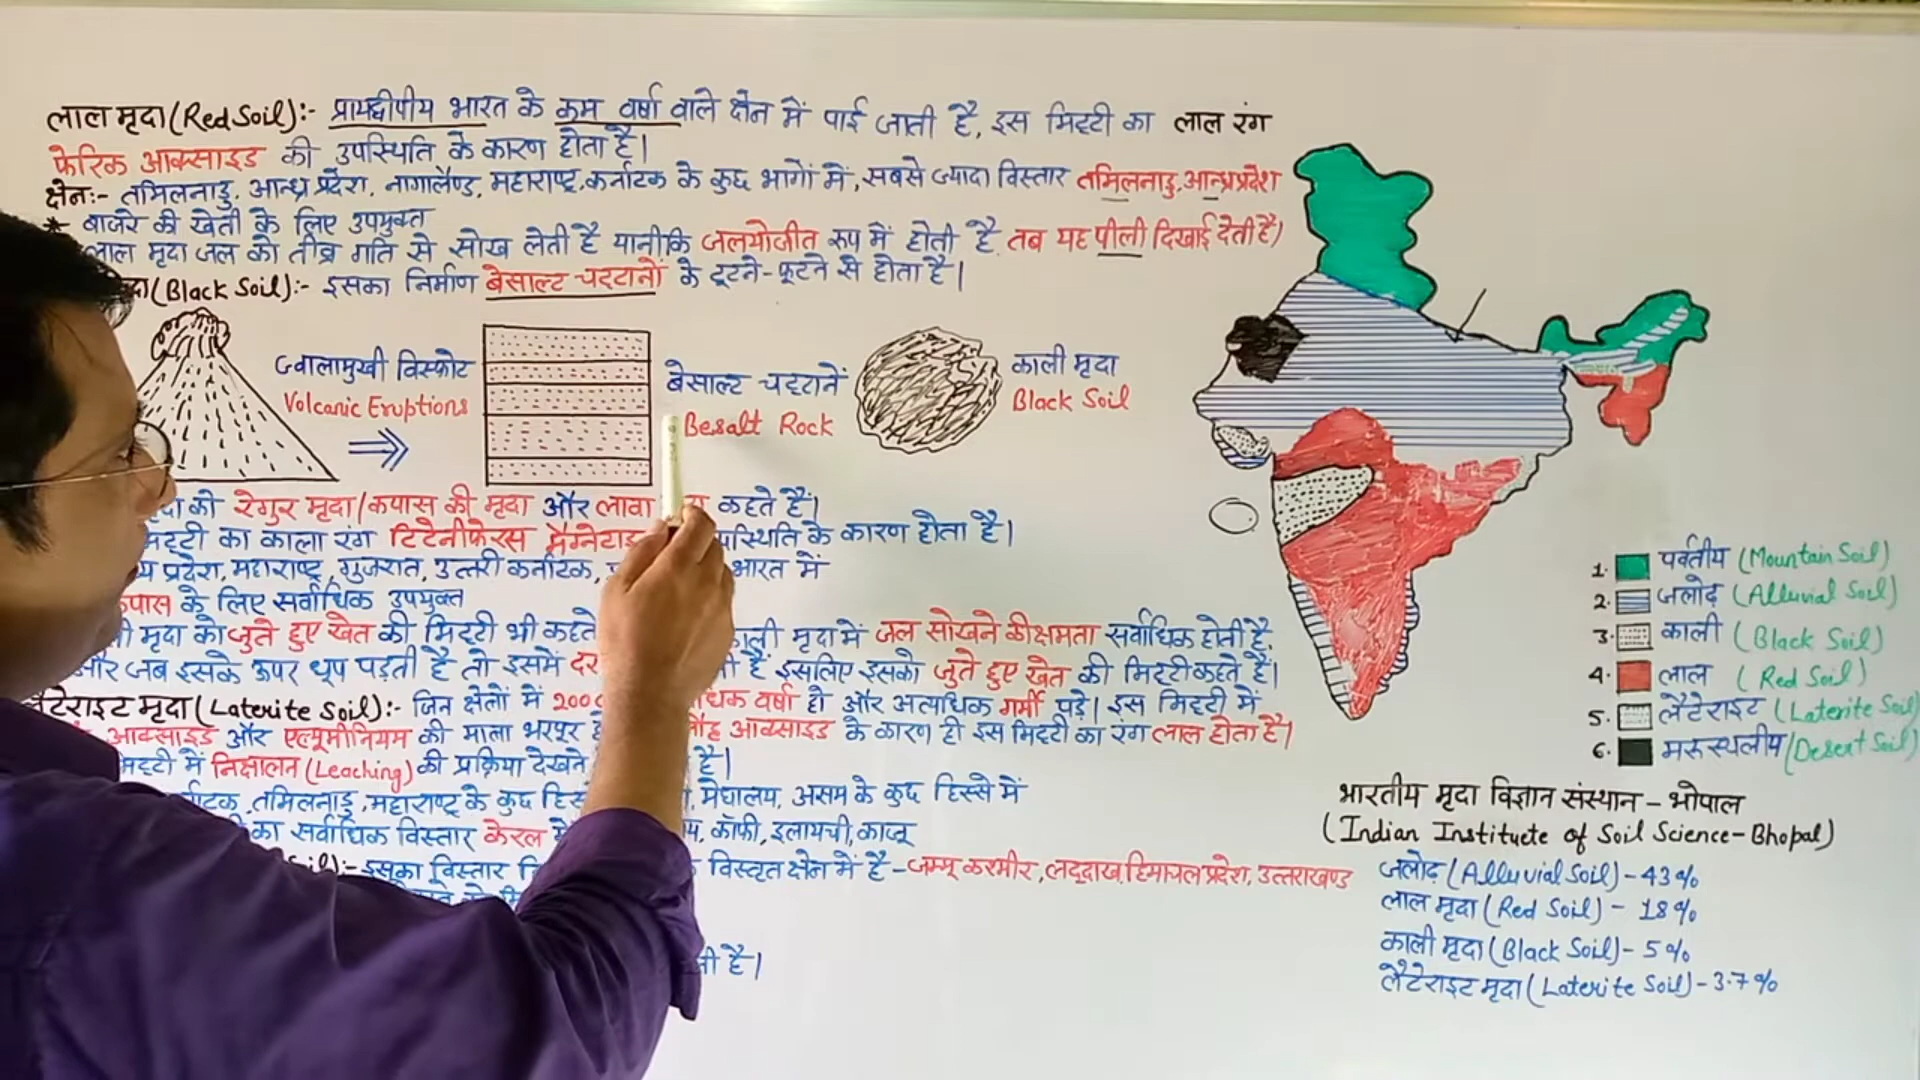 लाल मृदा (Red Soil):- प्रायद्वीपीय भारत के कम वर्षा वाले क्षेत्र में पाई जाती है, इस मिट्टी का लाल रंग
फेरिक आक्साइड की उपस्थिति के कारण होता है।
क्षेत्र:- तमिलनाडु, आन्ध्र प्रदेश, नागालैण्ड, महाराष्ट्र, कर्नाटक के कुछ भागों में, सबसे ज्यादा विस्तार तमिलनाडु, आन्ध्रप्रदेश
* बाजरे की खेती के लिए उपयुक्त
लाल मृदा जल को तीव्र गति से सोख लेती है यानीकि जलयोजीत रूप में होती है तब यह पीली दिखाई देती है)
(Black Soil):- इसका निर्माण बेसाल्ट चट्टानों के टूटने-फूटने से होता है।
ज्वालामुखी विस्फोट
Volcanic Eruptions
बेसाल्ट चट्टानें
Besalt Rock
काली मृदा
Black Soil
को रेगुर मृदा/कपास की मृदा और लावा कहते हैं।
का काला रंग टिटेनीफेरस मैग्नेटाइ के कारण होता है।
प्रदेश, महाराष्ट्र, गुजरात, उत्तरी कर्नाटक, भारत में
के लिए सर्वाधिक उपयुक्त
मृदा को जुते हुए खेत की मिट्टी भी कहते मृदा में जल सोखने की क्षमता सर्वाधिक होती है,
और जब इसके ऊपर धूप पड़ती है तो इसमें दर हैं इसलिए इसको जुते हुए खेत की मिट्टी कहते है।
मृदा (Laterite Soil):- जिन क्षेत्रों में 200 वर्षा हो और अत्यधिक गर्मी पड़े। इस मिट्टी में
आक्साइड और एल्यूमीनियम की मात्रा भरपूर आक्साइड के कारण ही इस मिट्टी का रंग लाल होता है।
में निक्षालन (Leaching) की प्रक्रिया देखने है।
तमिलनाडु, महाराष्ट्र के कुछ मेघालय, असम के कुछ हिस्से में
का सर्वाधिक विस्तार केरल कॉफी, इलायची, काजू
:- इसका विस्तार विस्तृत क्षेत्र में है - जम्मू कश्मीर, लद्दाख, हिमाचल प्रदेश, उत्तराखण्ड
है।
1. पर्वतीय (Mountain Soil)
2. जलोढ़ (Alluvial Soil)
3. काली (Black Soil)
4. लाल (Red Soil)
5. लैटेराइट (Laterite Soil)
6. मरूस्थलीय (Desert Soil)
भारतीय मृदा विज्ञान संस्थान - भोपाल
(Indian Instituete of Soil Science - Bhopal)
जलोढ़ (Alluvial Soil) - 43%
लाल मृदा (Red Soil) - 18%
काली मृदा (Black Soil) - 5%
लैटेराइट मृदा (Laterite Soil) - 3.7%